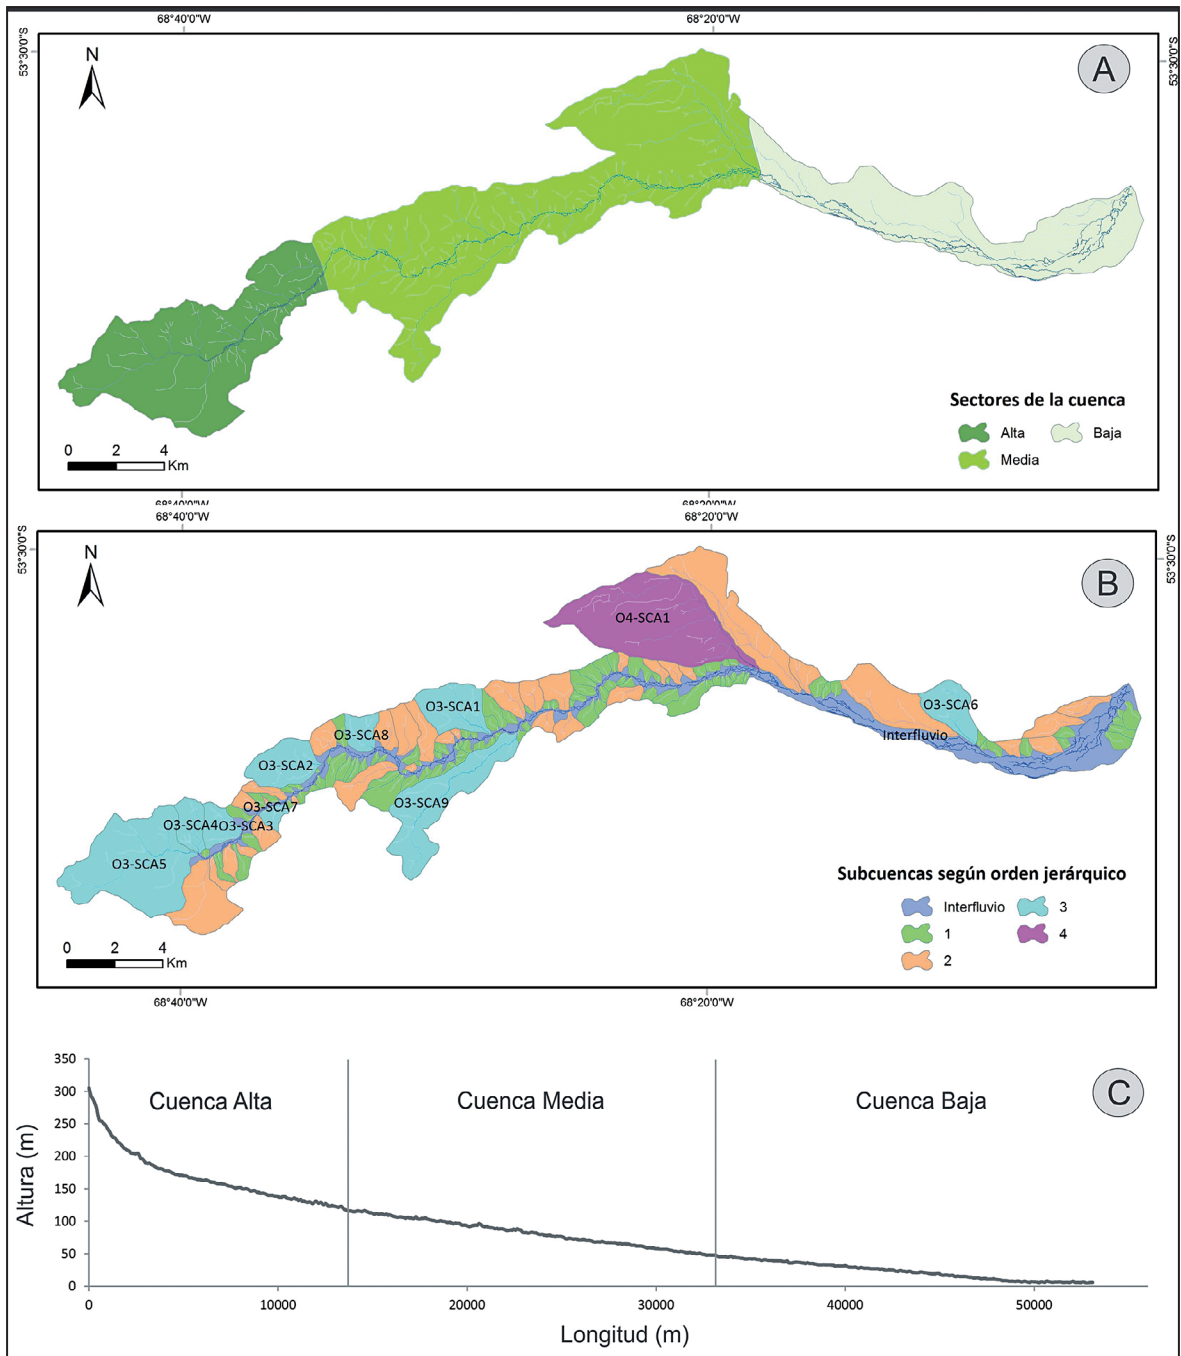 68°40'0"W
68°20'0"W
53°30'0"S
53°30'0"S
N
A
Sectores de la cuenca
Alta
Baja
Media
0 2 4
Km
68°40'0"W
68°20'0"W
68°40'0"W
68°20'0"W
53°30'0"S
53°30'0"S
N
B
O4-SCA1
O3-SCA1
O3-SCA6
O3-SCA8
Interfluvio
O3-SCA2
O3-SCA9
O3-SCA7
O3-SCA4
O3-SCA3
O3-SCA5
Subcuencas según orden jerárquico
Interfluvio
3
1
4
2
0 2 4
Km
68°40'0"W
68°20'0"W
350
300
250
200
150
100
50
0
Altura (m)
Cuenca Alta
Cuenca Media
Cuenca Baja
C
0 10000 20000 30000 40000 50000
Longitud (m)